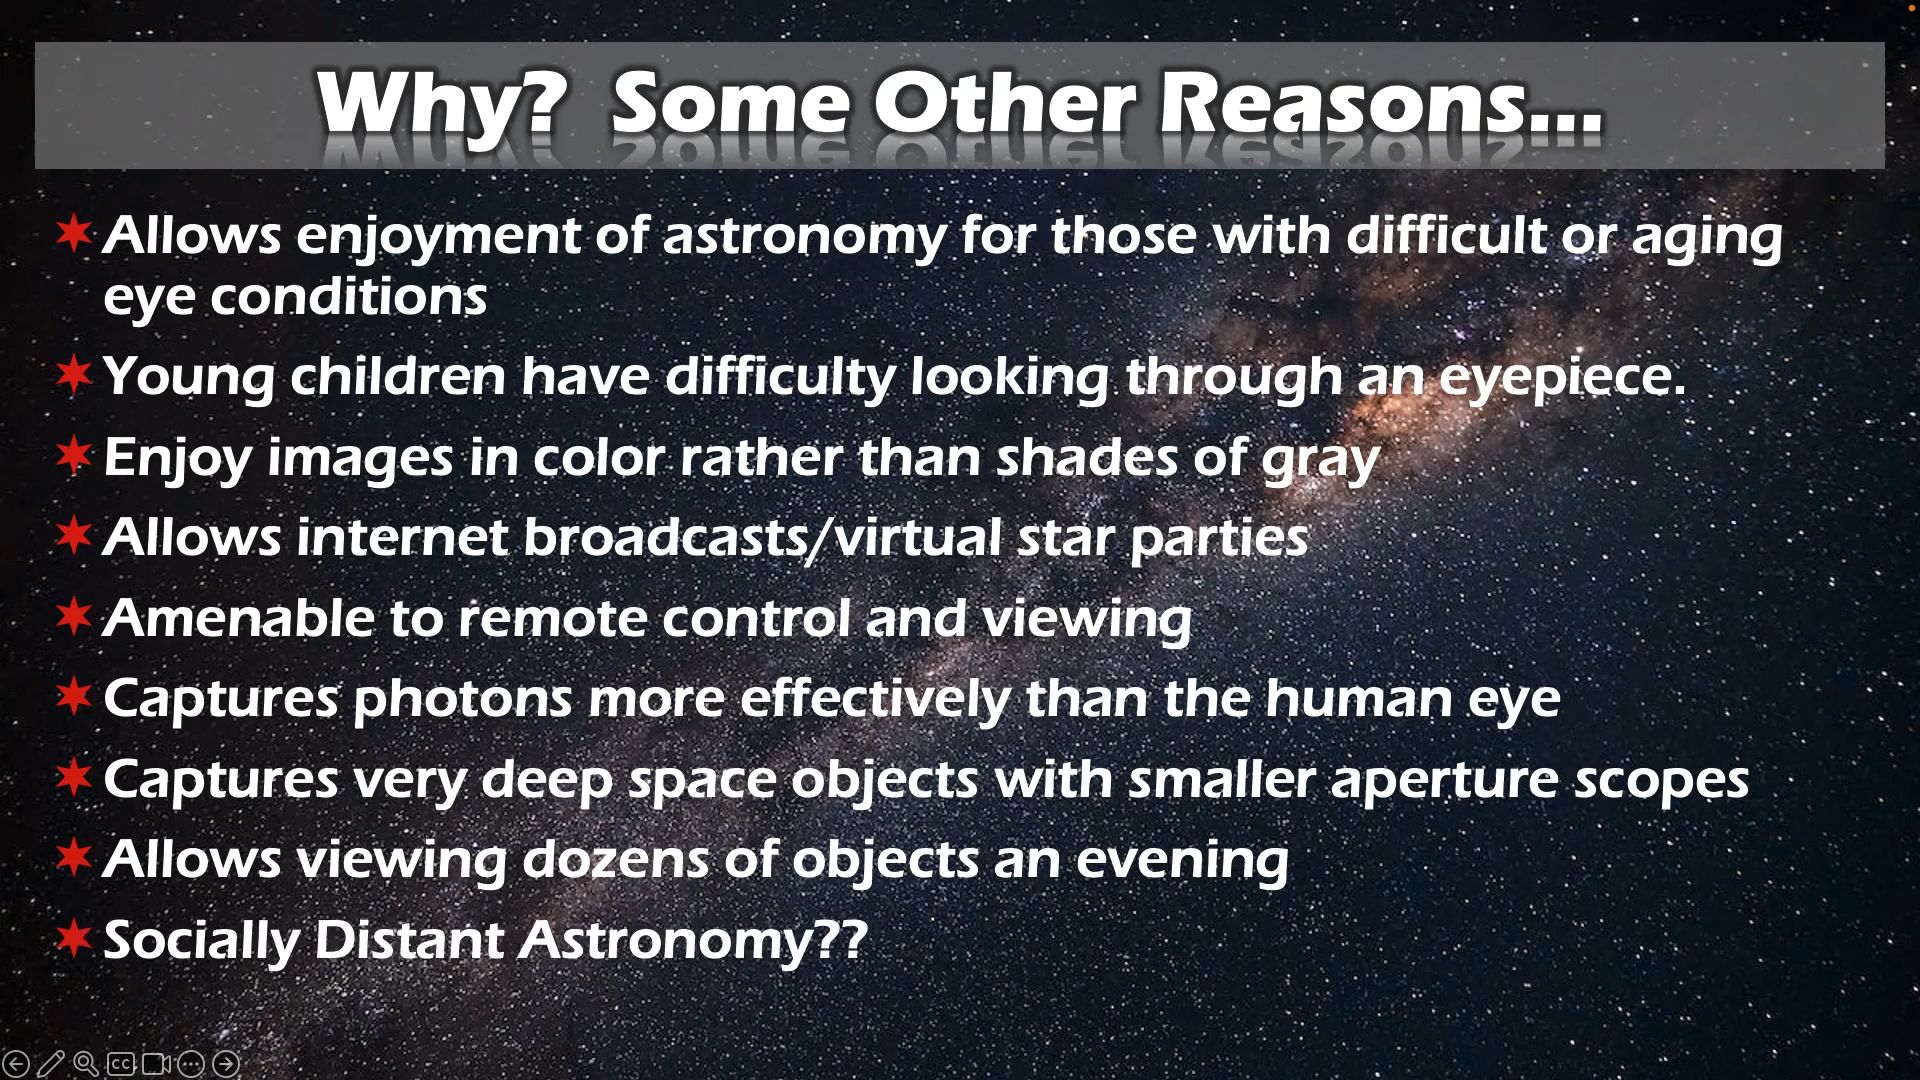 Why? Some Other Reasons...
Allows enjoyment of astronomy for those with difficult or aging
eye conditions
Young children have difficulty looking through an eyepiece.
Enjoy images in color rather than shades of gray
Allows internet broadcasts/virtual star parties
Amenable to remote control and viewing
Captures photons more effectively than the human eye
Captures very deep space objects with smaller aperture scopes
Allows viewing dozens of objects an evening
Socially Distant Astronomy??
CC